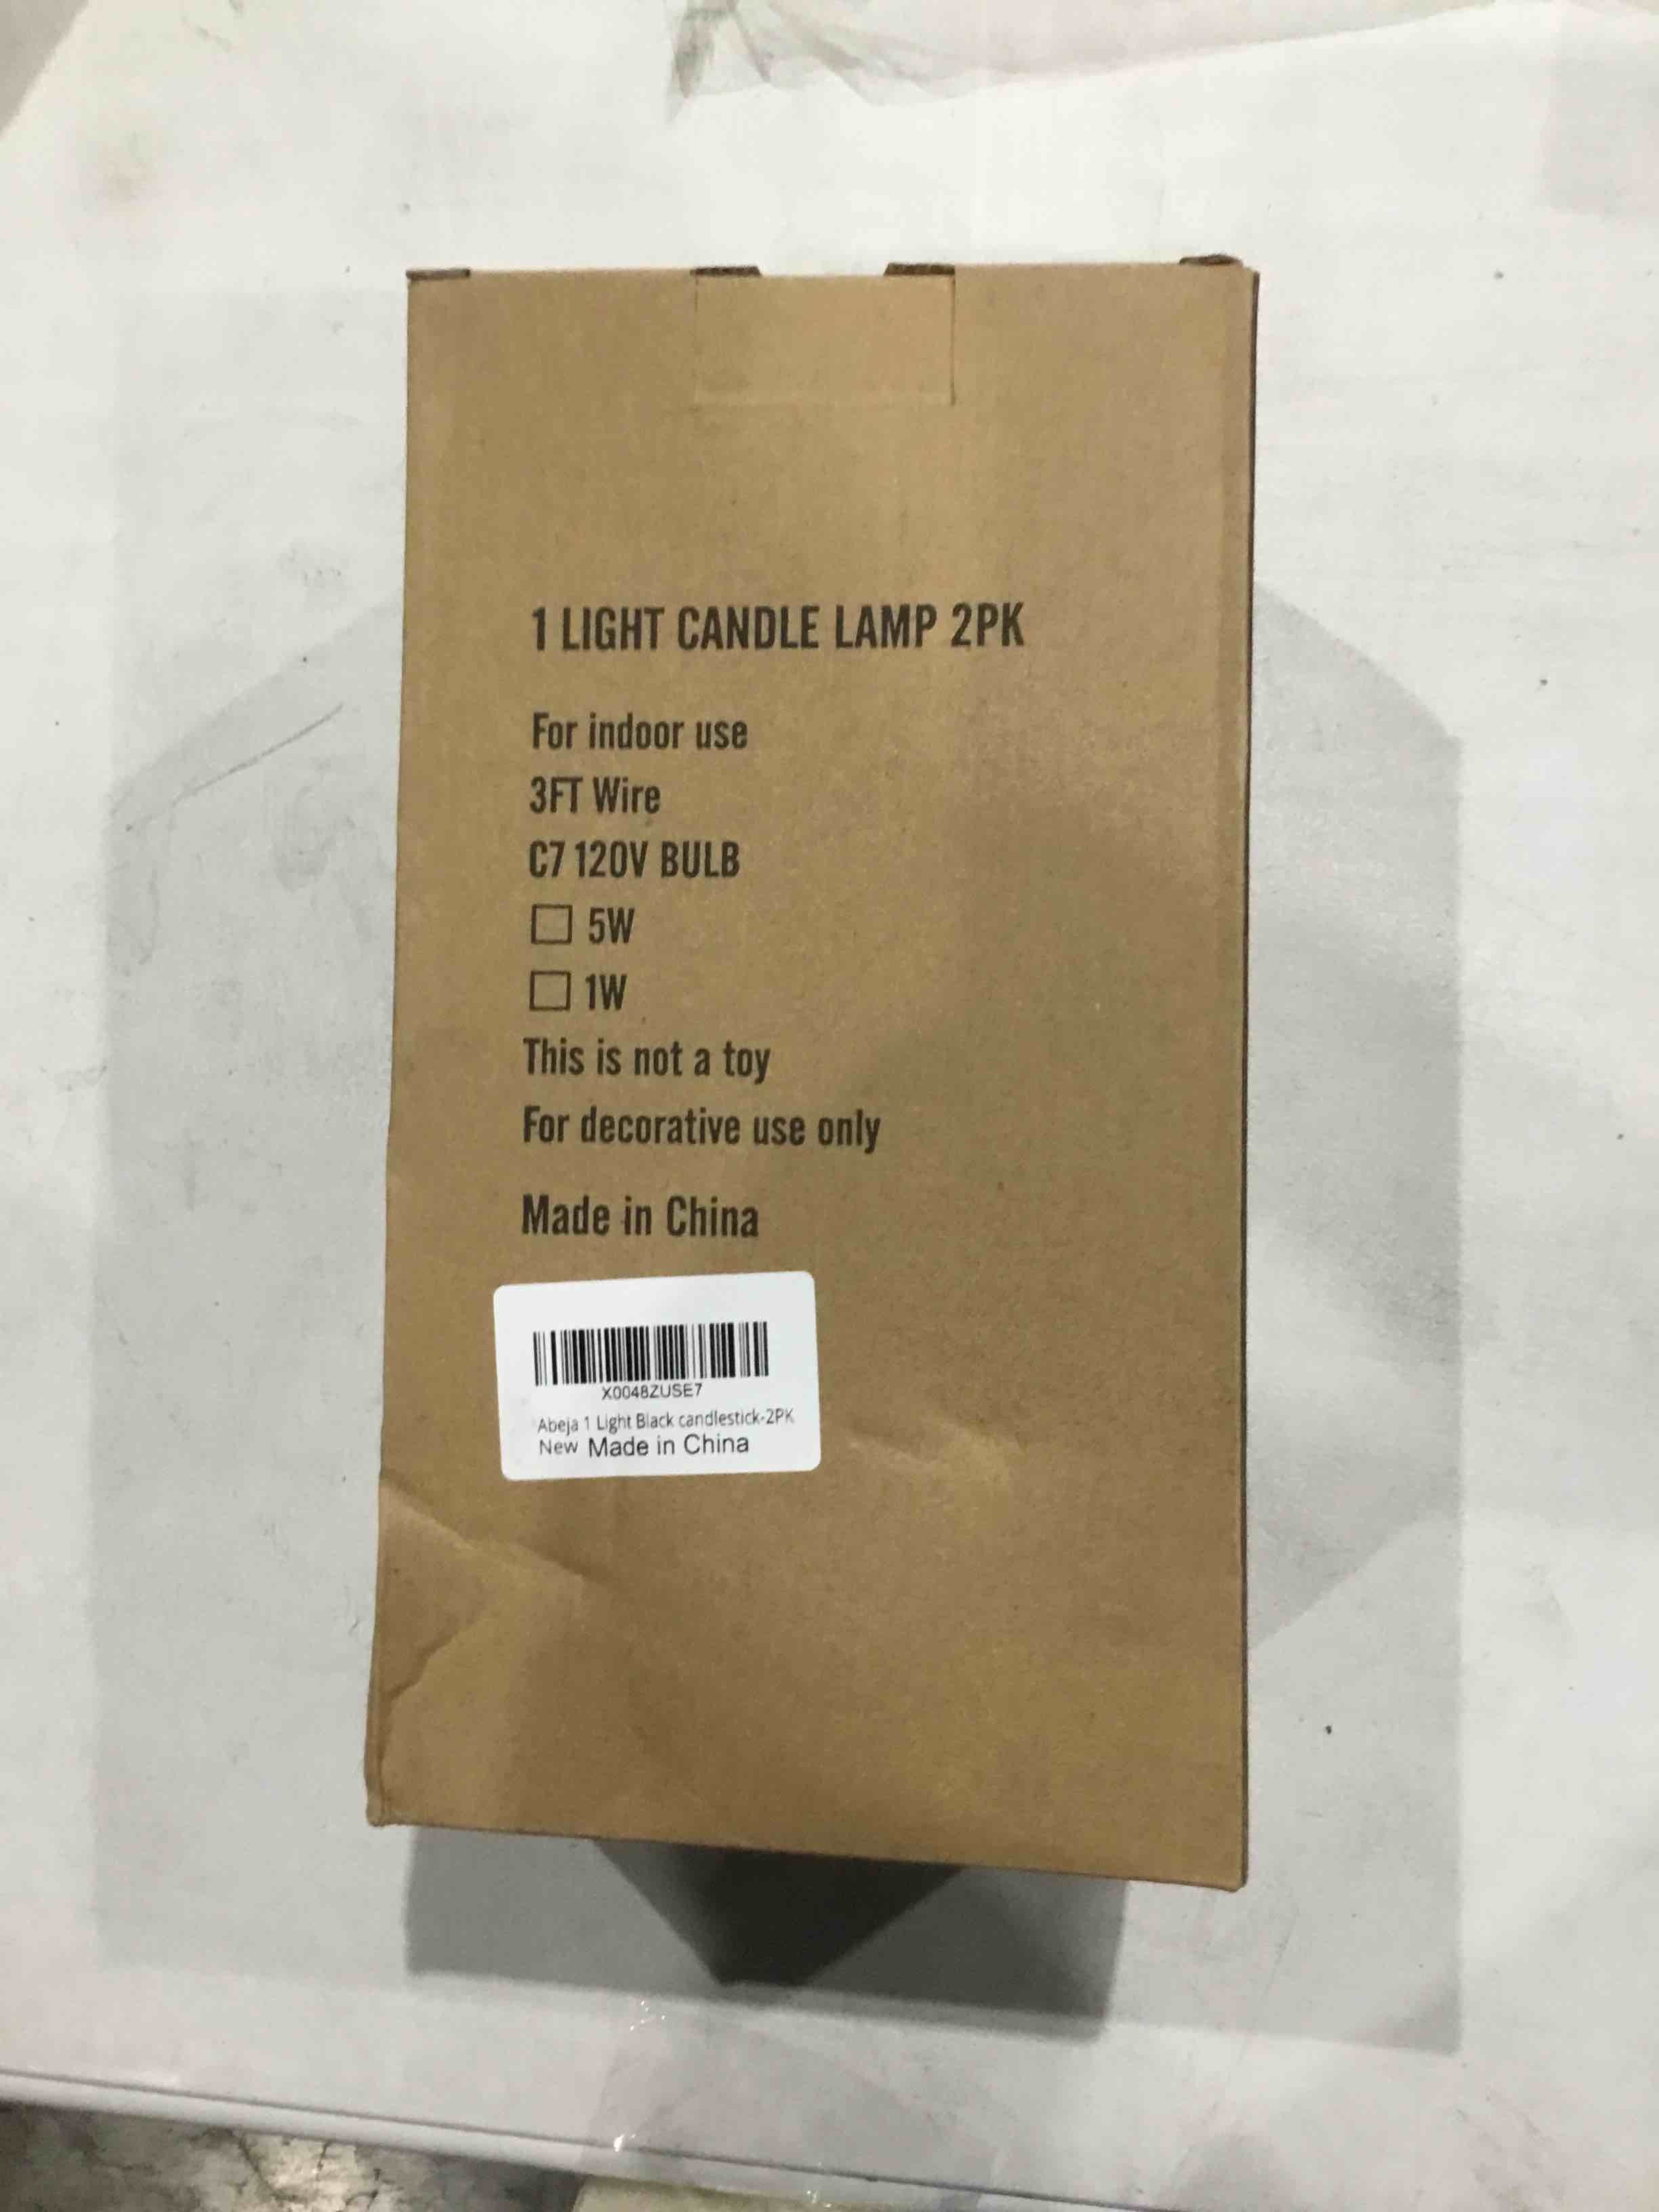 1 LIGHT CANDLE LAMP 2PK
For indoor use
3FT Wire
C7 120V BULB
☐ 5W
☐ 1W
This is not a toy
For decorative use only
Made in China
X0048ZUSE7
Abeja 1 Light Black candlestick-2PK
New Made in China